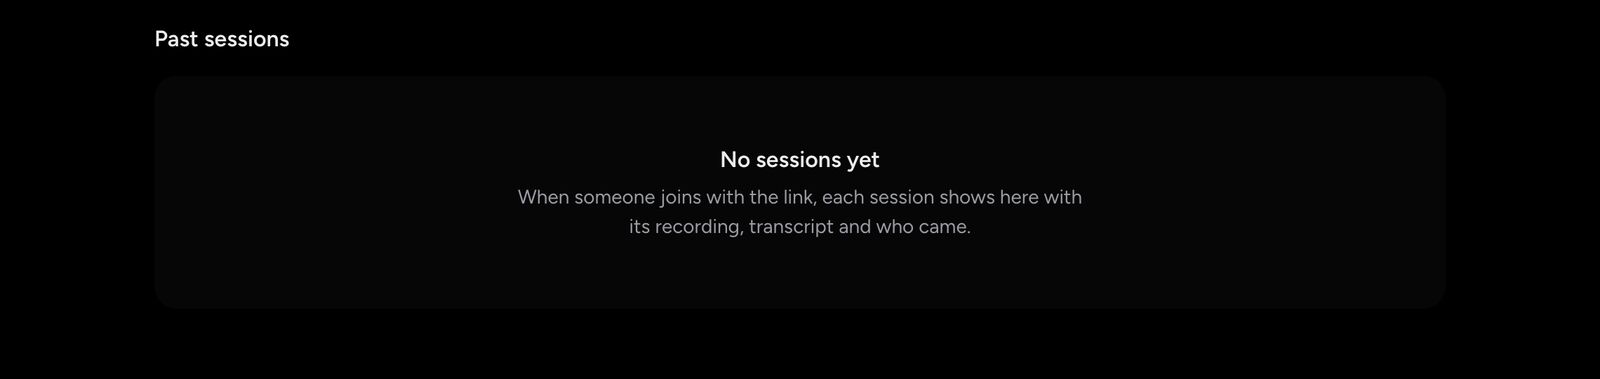 Past sessions
No sessions yet
When someone joins with the link, each session shows here with
its recording, transcript and who came.